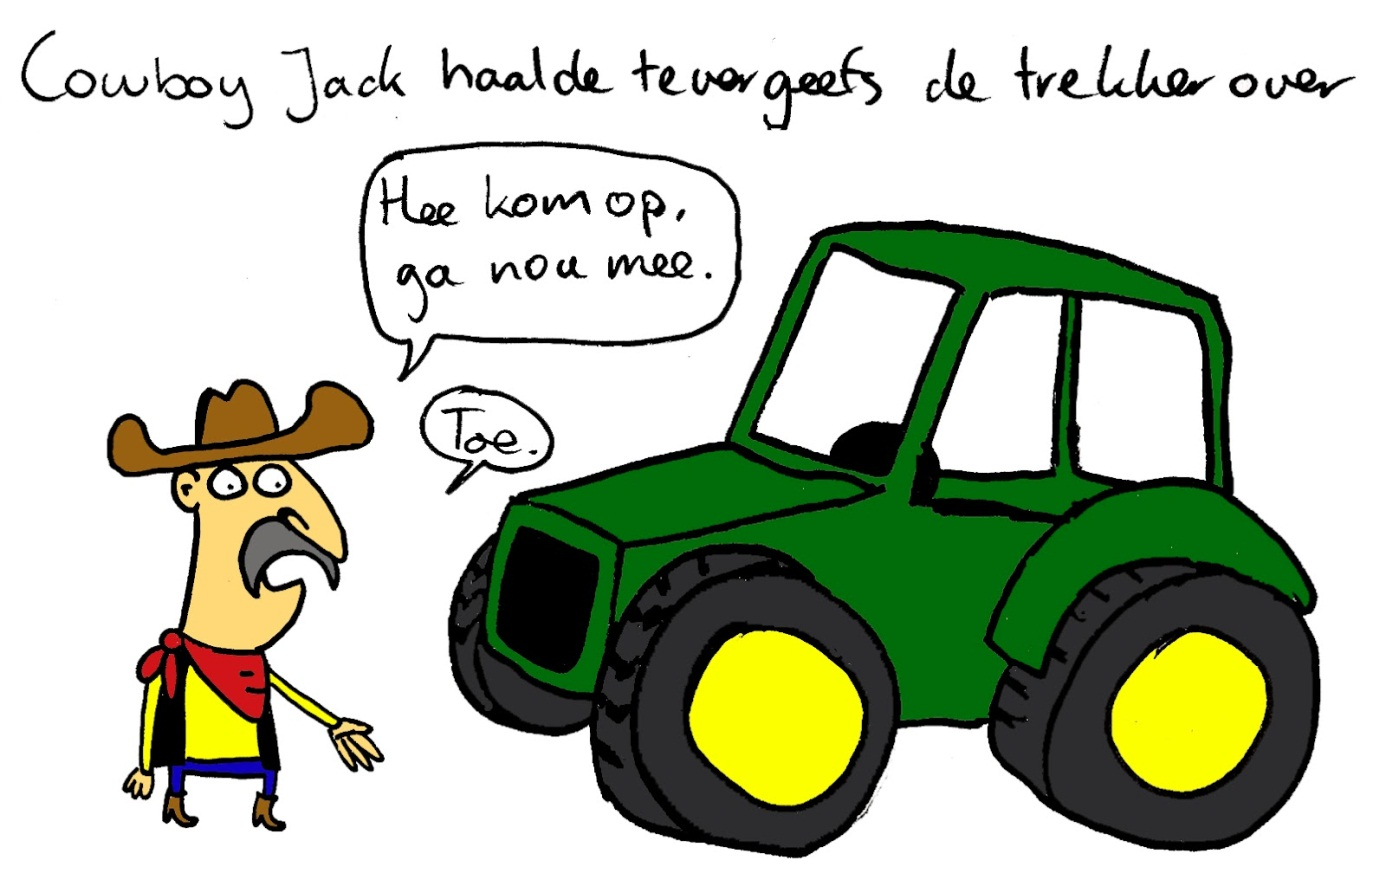 Cowboy Jack haalde tevergeefs de trekker over
Hee kom op,
ga nou mee.
Toe.